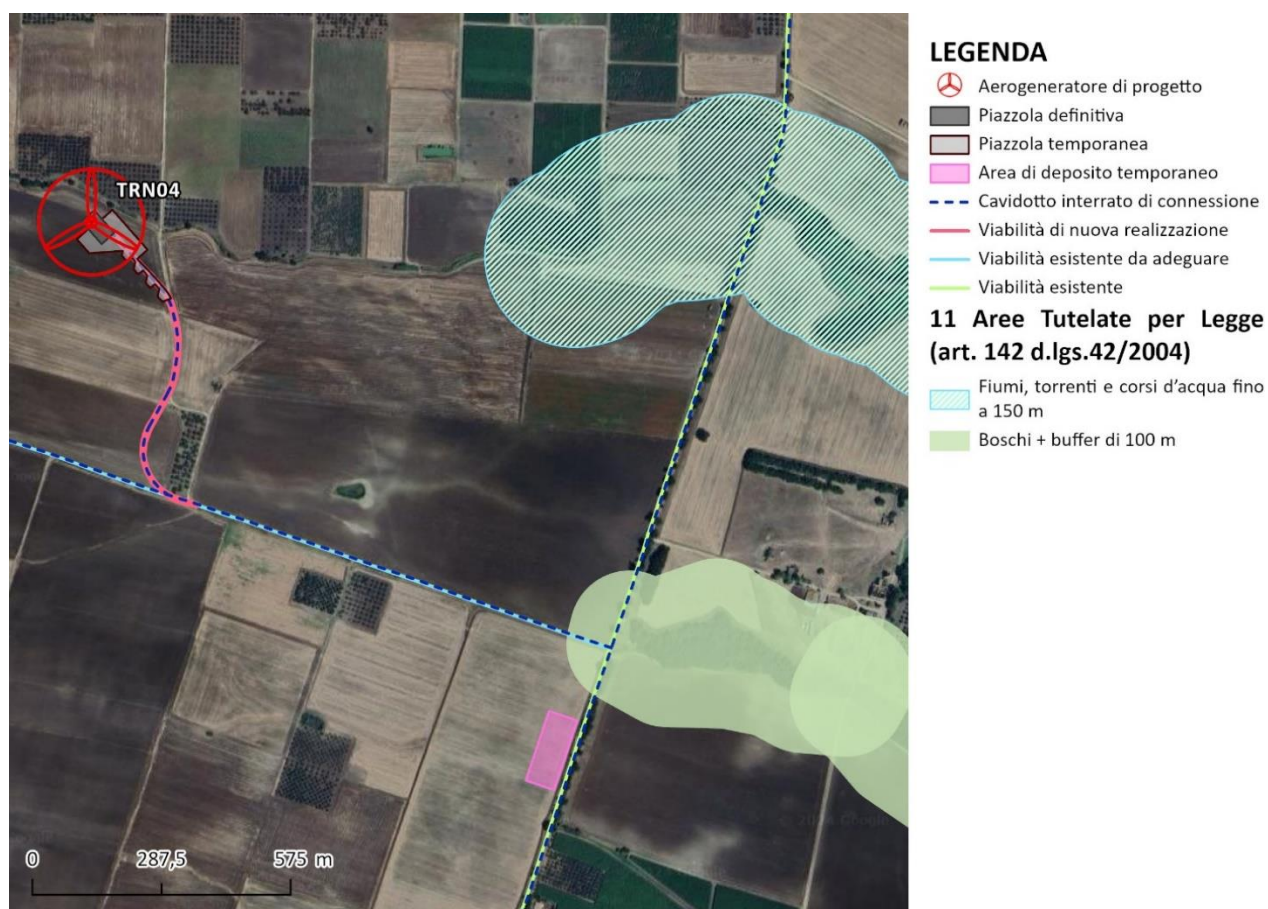 TRN04
0 287,5 575 m
LEGENDA
Aerogeneratore di progetto
Piazzola definitiva
Piazzola temporanea
Area di deposito temporaneo
Cavidotto interrato di connessione
Viabilità di nuova realizzazione
Viabilità esistente da adeguare
Viabilità esistente
11 Aree Tutelate per Legge
(art. 142 d.lgs.42/2004)
Fiumi, torrenti e corsi d’acqua fino
a 150 m
Boschi + buffer di 100 m